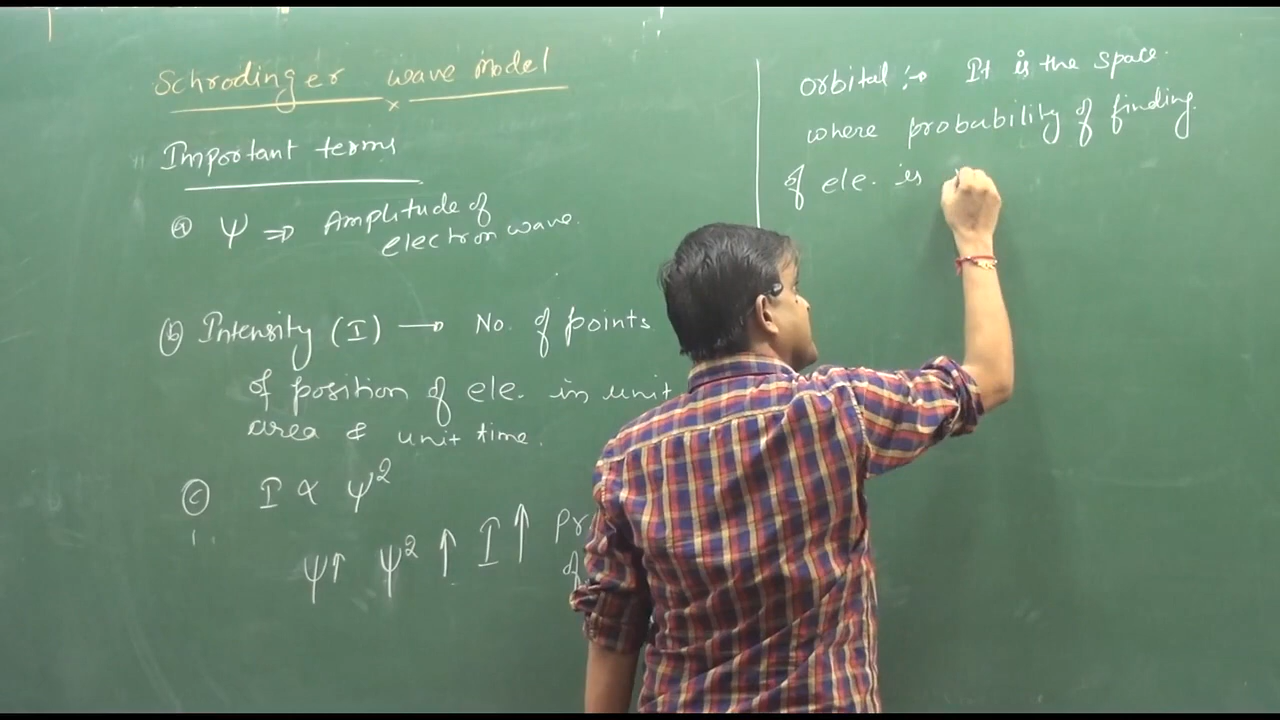 Schrodinger wave Model
Important terms
(a) Ψ ⇒ Amplitude of
electron wave.
(b) Intensity (I) → No. of points
of position of ele. in unit
area & unit time.
(c) I ∝ Ψ²
Ψ↑ Ψ² ↑ I↑
of
orbital :→ It is the space
where probability of finding
of ele. is